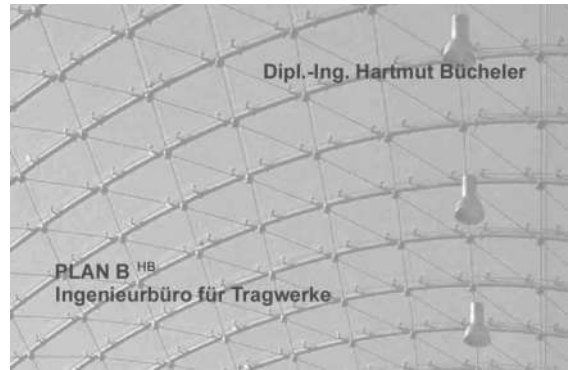 Dipl.-Ing. Hartmut Bücheler
PLAN B HB
Ingenieurbüro für Tragwerke